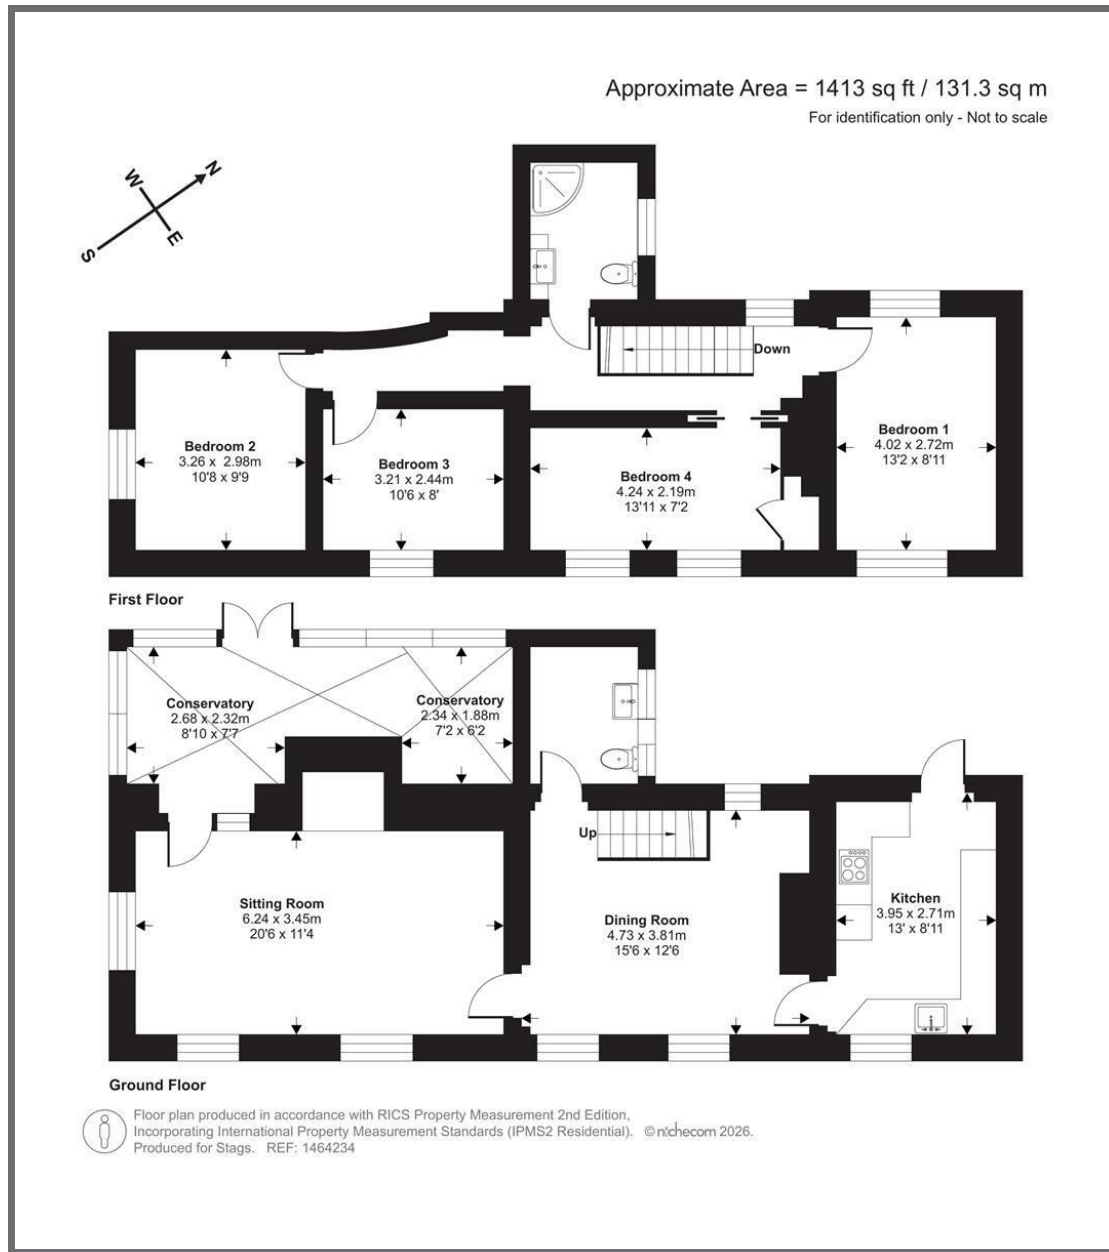 Approximate Area = 1413 sq ft / 131.3 sq m
For identification only - Not to scale
N
W
E
S
Down
Bedroom 2
3.26 x 2.98m
10'8 x 9'9
Bedroom 3
3.21 x 2.44m
10'6 x 8'
Bedroom 4
4.24 x 2.19m
13'11 x 7'2
Bedroom 1
4.02 x 2.72m
13'2 x 8'11
First Floor
Conservatory
2.68 x 2.32m
8'10 x 7'7
Conservatory
2.34 x 1.88m
7'2 x 6'2
Up
Sitting Room
6.24 x 3.45m
20'6 x 11'4
Dining Room
4.73 x 3.81m
15'6 x 12'6
Kitchen
3.95 x 2.71m
13' x 8'11
Ground Floor
Floor plan produced in accordance with RICS Property Measurement 2nd Edition,
Incorporating International Property Measurement Standards (IPMS2 Residential). © nichecom 2026.
Produced for Stags. REF: 1464234